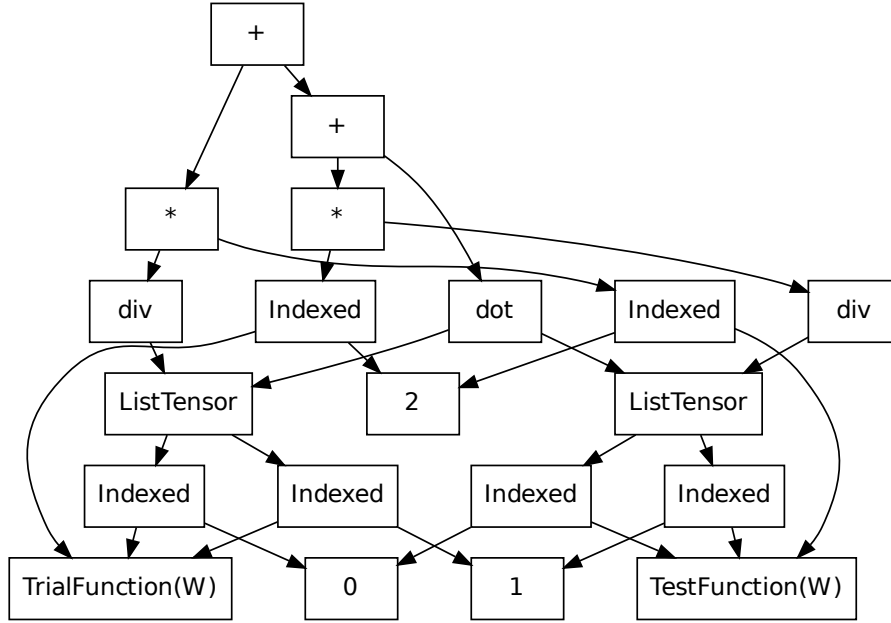 +
+
*
*
div
Indexed
dot
Indexed
div
ListTensor
2
ListTensor
Indexed
Indexed
Indexed
Indexed
TrialFunction(W)
0
1
TestFunction(W)